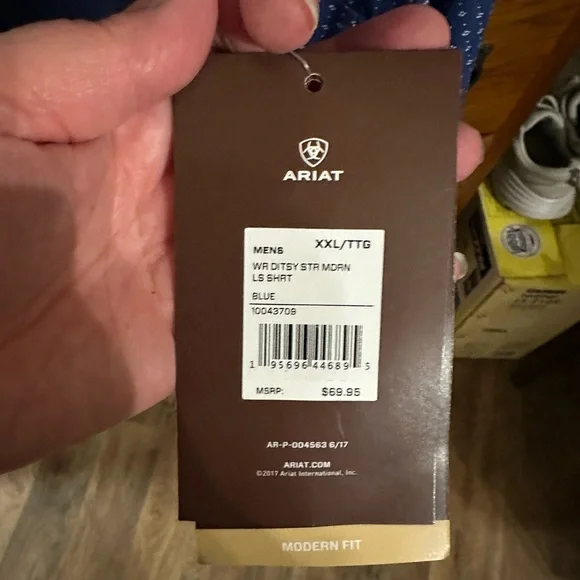 ARIAT
MENS XXL/TTG
WR DITSY STR MDRN
LS SHRT
BLUE
10043709
1 95696 44689 5
MSRP: $69.95
AR-P-004563 6/17
ARIAT.COM
©2017 Ariat International, Inc.
MODERN FIT